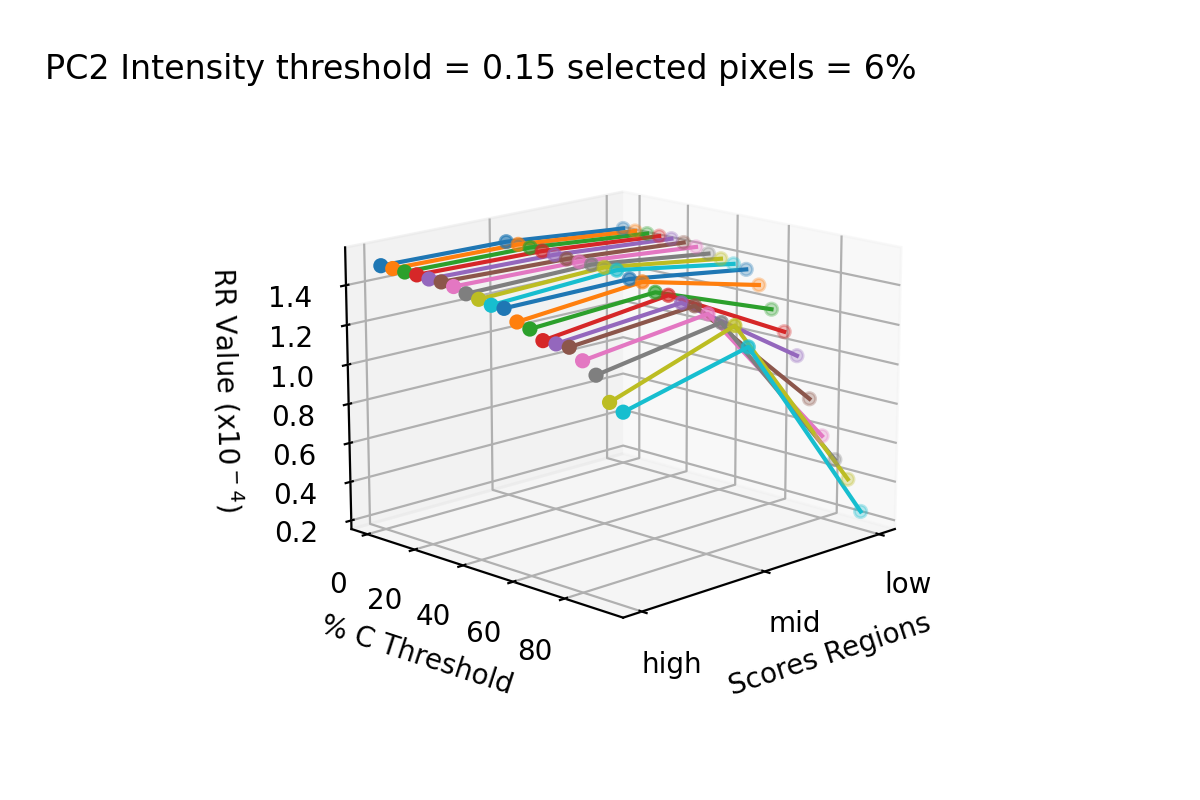 PC2 Intensity threshold = 0.15 selected pixels = 6%
RR Value (x10⁻⁴)
1.4
1.2
1.0
0.8
0.6
0.4
0.2
0
20
40
60
80
% C Threshold
high
mid
low
Scores Regions